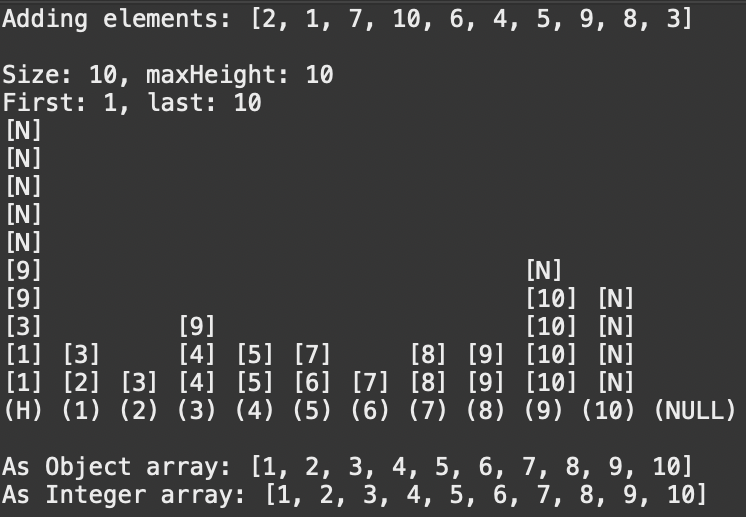 Adding elements: [2, 1, 7, 10, 6, 4, 5, 9, 8, 3]
Size: 10, maxHeight: 10
First: 1, last: 10
[N]
[N]
[N]
[N]
[N]
[9] [N]
[9] [10] [N]
[3] [9] [10] [N]
[1] [3] [4] [5] [7] [8] [9] [10] [N]
[1] [2] [3] [4] [5] [6] [7] [8] [9] [10] [N]
(H) (1) (2) (3) (4) (5) (6) (7) (8) (9) (10) (NULL)
As Object array: [1, 2, 3, 4, 5, 6, 7, 8, 9, 10]
As Integer array: [1, 2, 3, 4, 5, 6, 7, 8, 9, 10]